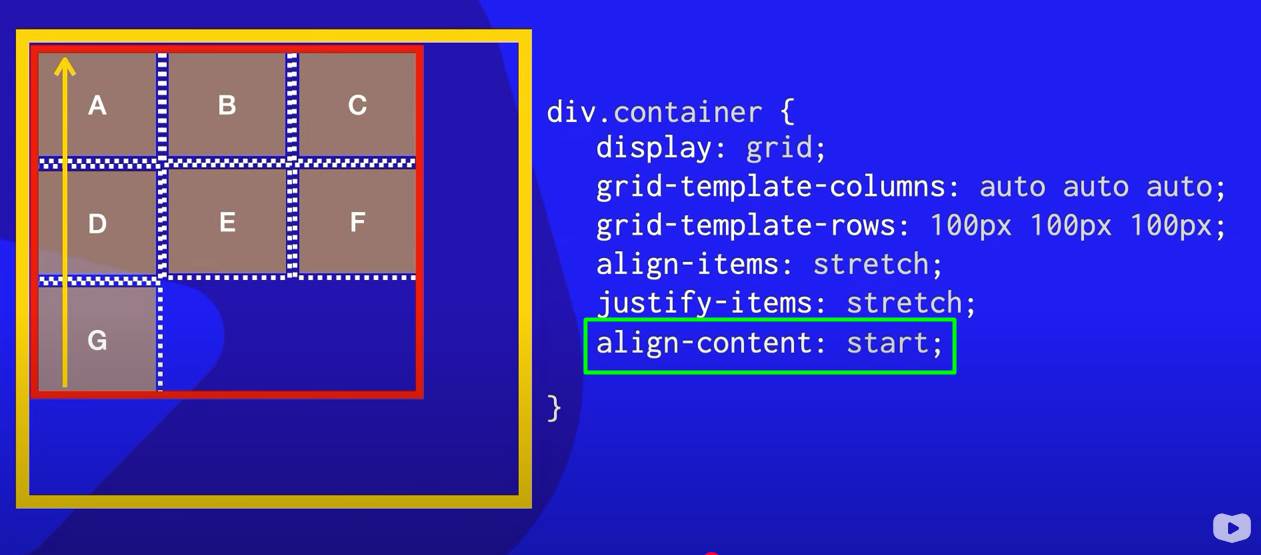 A B C
D E F
G
div.container {
display: grid;
grid-template-columns: auto auto auto;
grid-template-rows: 100px 100px 100px;
align-items: stretch;
justify-items: stretch;
align-content: start;
}